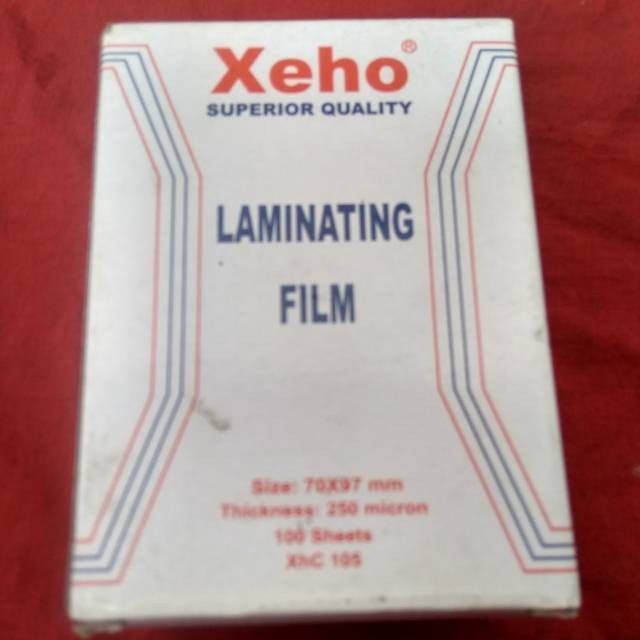 Xeho®
SUPERIOR QUALITY
LAMINATING
FILM
Size: 70X97 mm
Thickness: 250 micron
100 Sheets
XhC 105